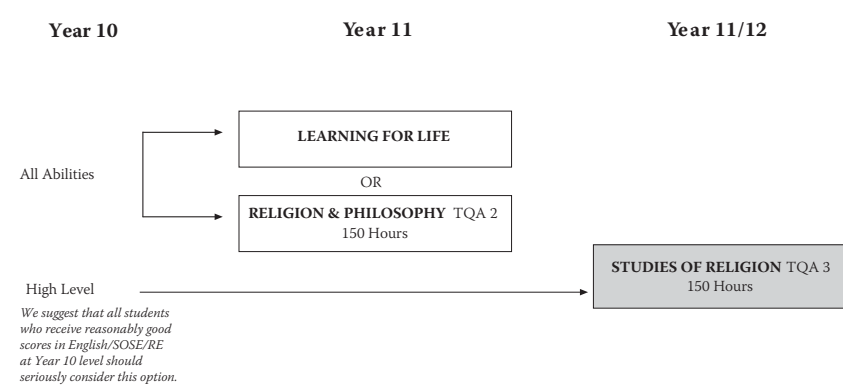 Year 10
Year 11
Year 11/12
LEARNING FOR LIFE
All Abilities
OR
RELIGION & PHILOSOPHY TQA 2
150 Hours
STUDIES OF RELIGION TQA 3
150 Hours
High Level
We suggest that all students
who receive reasonably good
scores in English/SOSE/RE
at Year 10 level should
seriously consider this option.